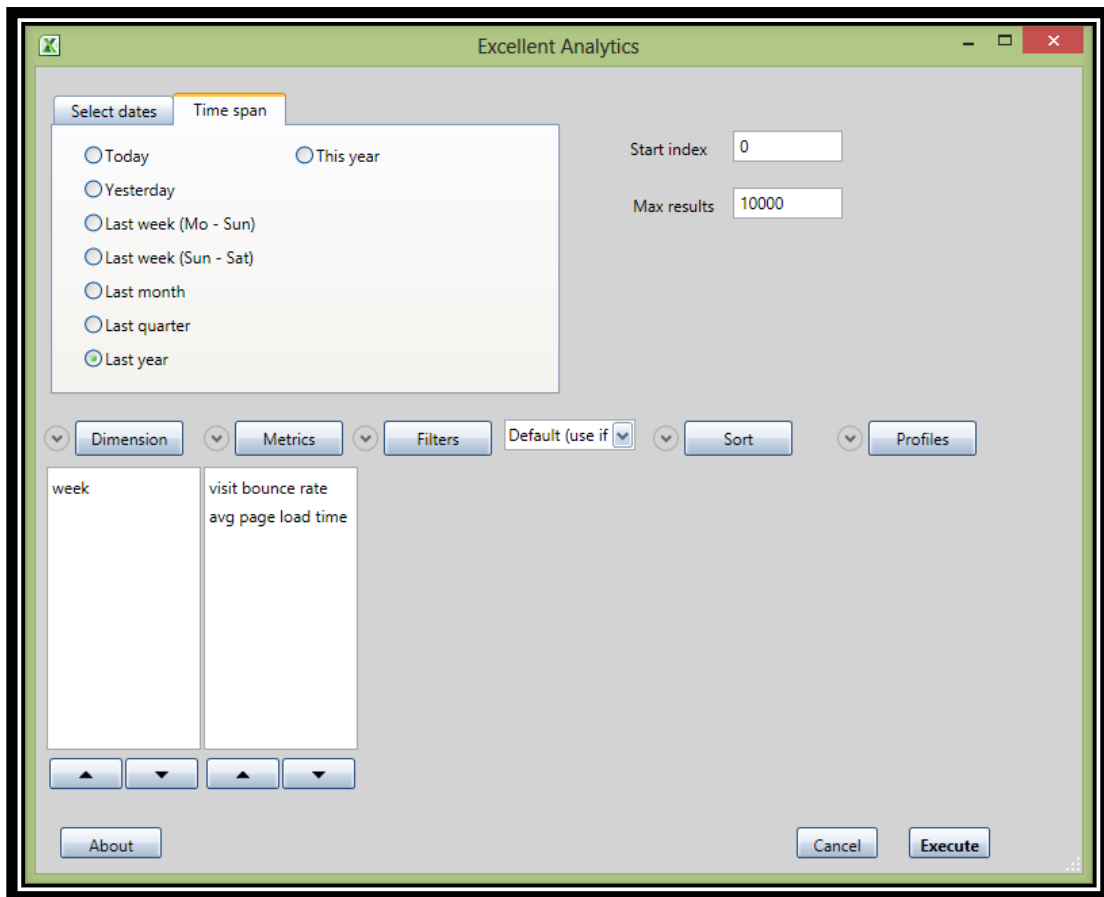 Excellent Analytics
Select dates
Time span
Today
This year
Yesterday
Last week (Mo - Sun)
Last week (Sun - Sat)
Last month
Last quarter
Last year
Start index
0
Max results
10000
Dimension
Metrics
Filters
Default (use if
Sort
Profiles
week
visit bounce rate
avg page load time
About
Cancel
Execute